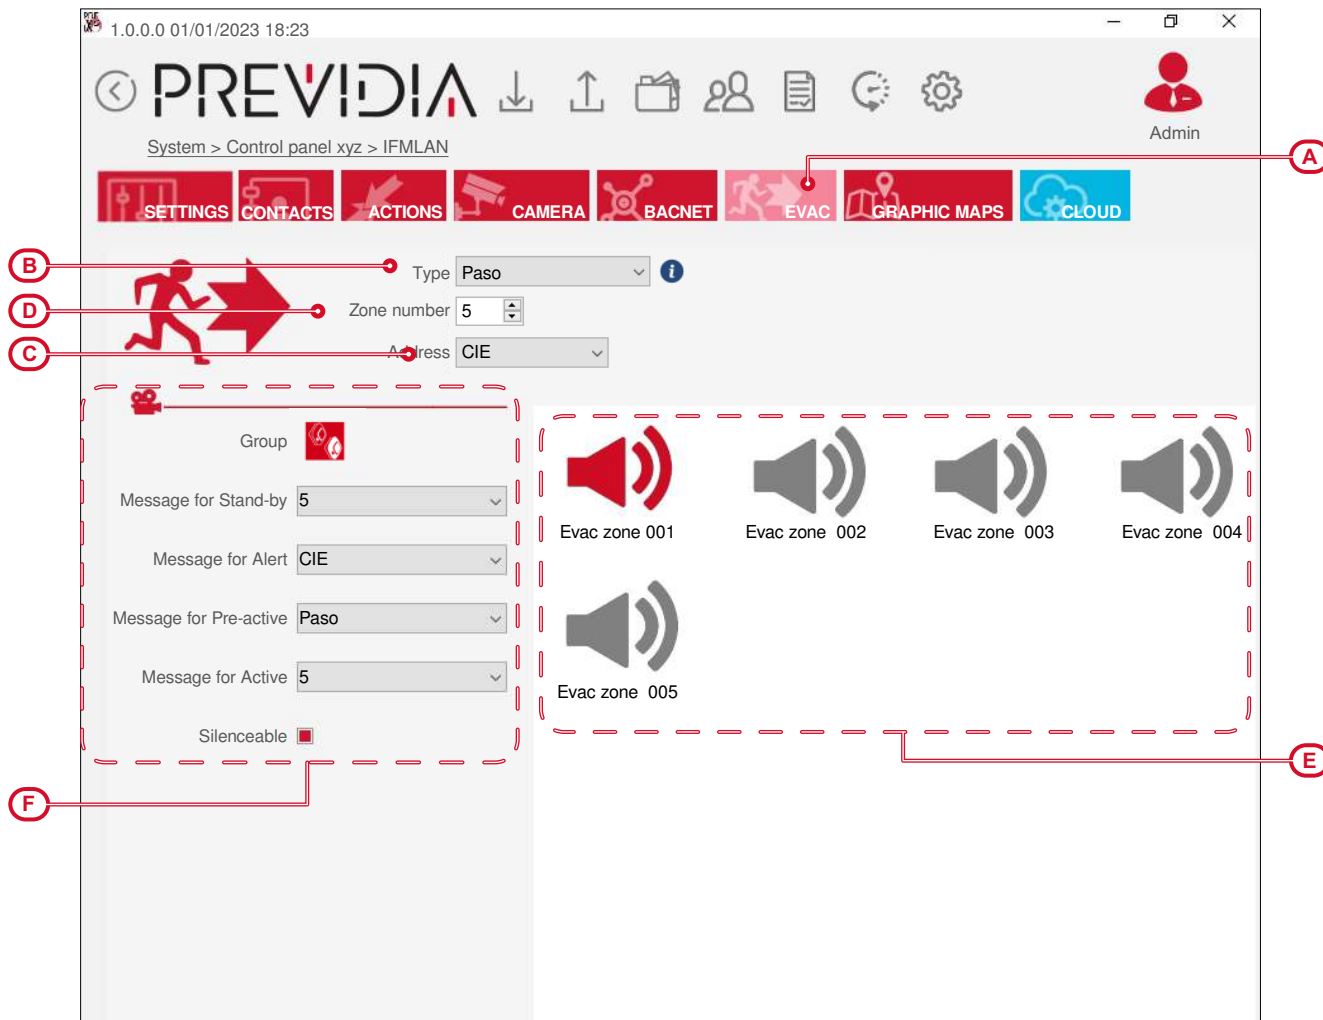 1.0.0.0 01/01/2023 18:23
PREVIDIA
Admin
System > Control panel xyz > IFMLAN
A
SETTINGS CONTACTS ACTIONS CAMERA BACNET EVAC GRAPHIC MAPS CLOUD
B
Type Paso
i
D
Zone number 5
C
Address CIE
Group
Message for Stand-by 5
Message for Alert CIE
Message for Pre-active Paso
Message for Active 5
Silenceable
Evac zone 001
Evac zone 002
Evac zone 003
Evac zone 004
Evac zone 005
E
F